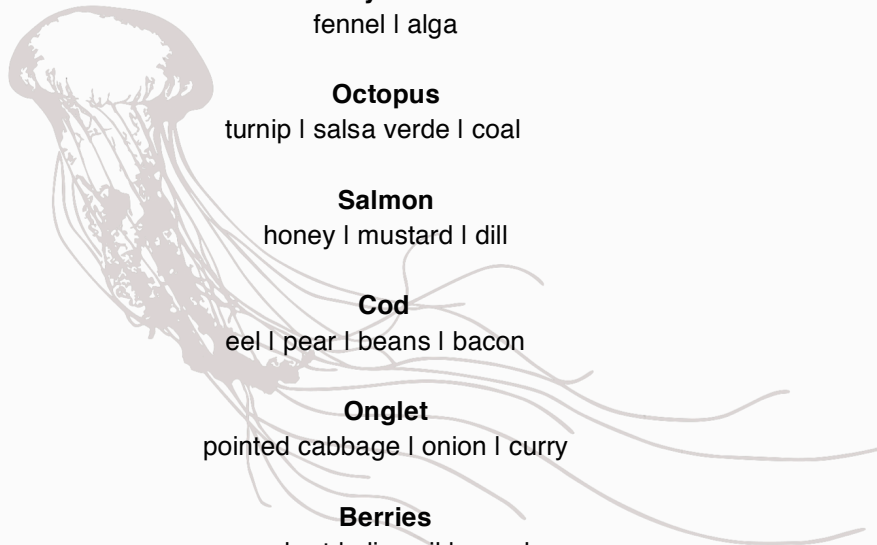 fennel | alga
Octopus
turnip | salsa verde | coal
Salmon
honey | mustard | dill
Cod
eel | pear | beans | bacon
Onglet
pointed cabbage | onion | curry
Berries